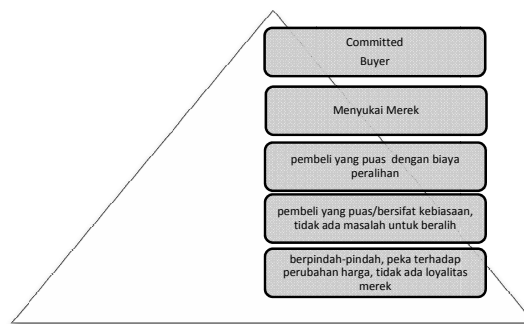 Committed
Buyer
Menyukai Merek
pembeli yang puas dengan biaya
peralihan
pembeli yang puas/bersifat kebiasaan,
tidak ada masalah untuk beralih
berpindah-pindah, peka terhadap
perubahan harga, tidak ada loyalitas
merek